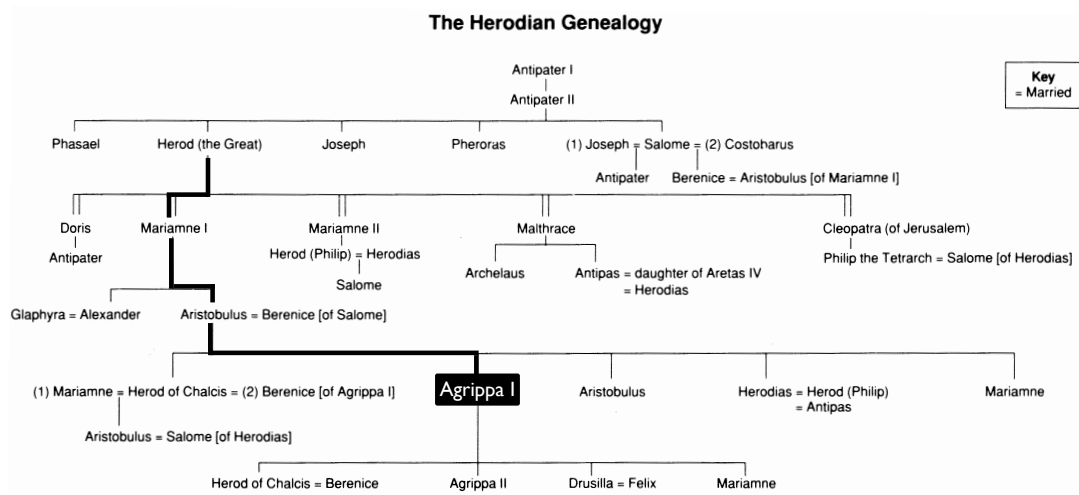 The Herodian Genealogy
Key
= Married
Antipater I
Antipater II
Phasael Herod (the Great) Joseph Pheroras (1) Joseph = Salome = (2) Costoharus
Antipater Berenice = Aristobulus [of Mariamne I]
Doris Mariamne I Mariamne II Malthrace Cleopatra (of Jerusalem)
Antipater Herod (Philip) = Herodias Philip the Tetrarch = Salome [of Herodias]
Salome
Archelaus Antipas = daughter of Aretas IV
= Herodias
Glaphyra = Alexander Aristobulus = Berenice [of Salome]
(1) Mariamne = Herod of Chalcis = (2) Berenice [of Agrippa I] Agrippa I Aristobulus Herodias = Herod (Philip) Mariamne
= Antipas
Aristobulus = Salome [of Herodias]
Herod of Chalcis = Berenice Agrippa II Drusilla = Felix Mariamne